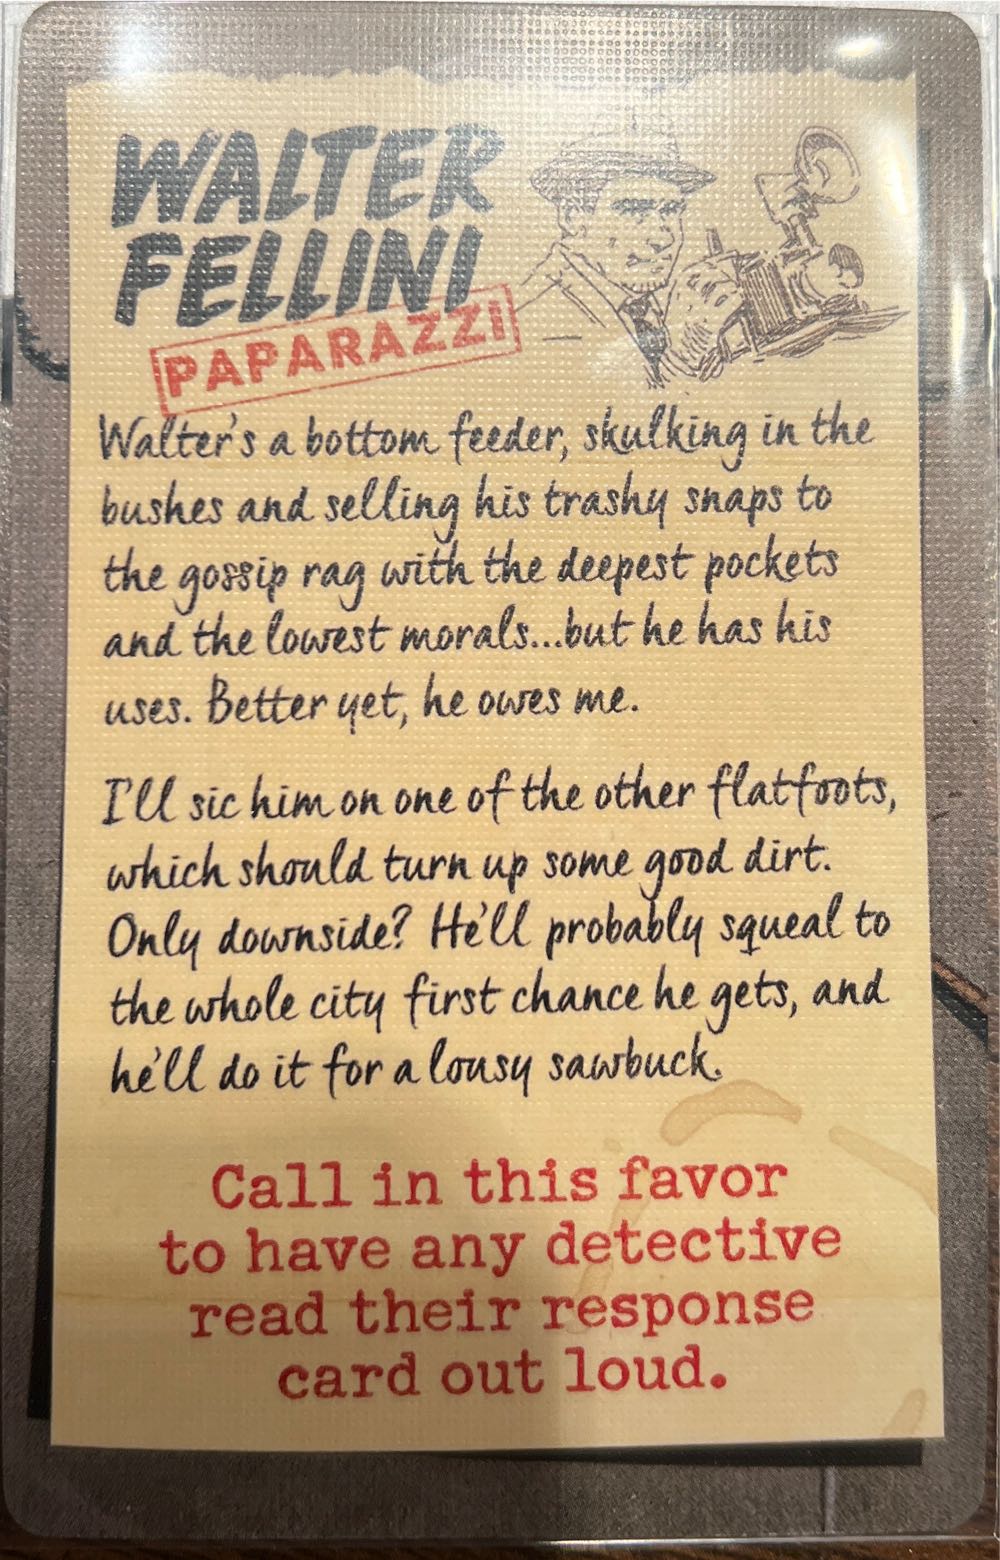 WALTER
FELLINI
PAPARAZZI
Walter's a bottom feeder, skulking in the
bushes and selling his trashy snaps to
the gossip rag with the deepest pockets
and the lowest morals...but he has his
uses. Better yet, he owes me.
I'll sic him on one of the other flatfoots,
which should turn up some good dirt.
Only downside? He'll probably squeal to
the whole city first chance he gets, and
he'll do it for a lousy sawbuck.
Call in this favor
to have any detective
read their response
card out loud.